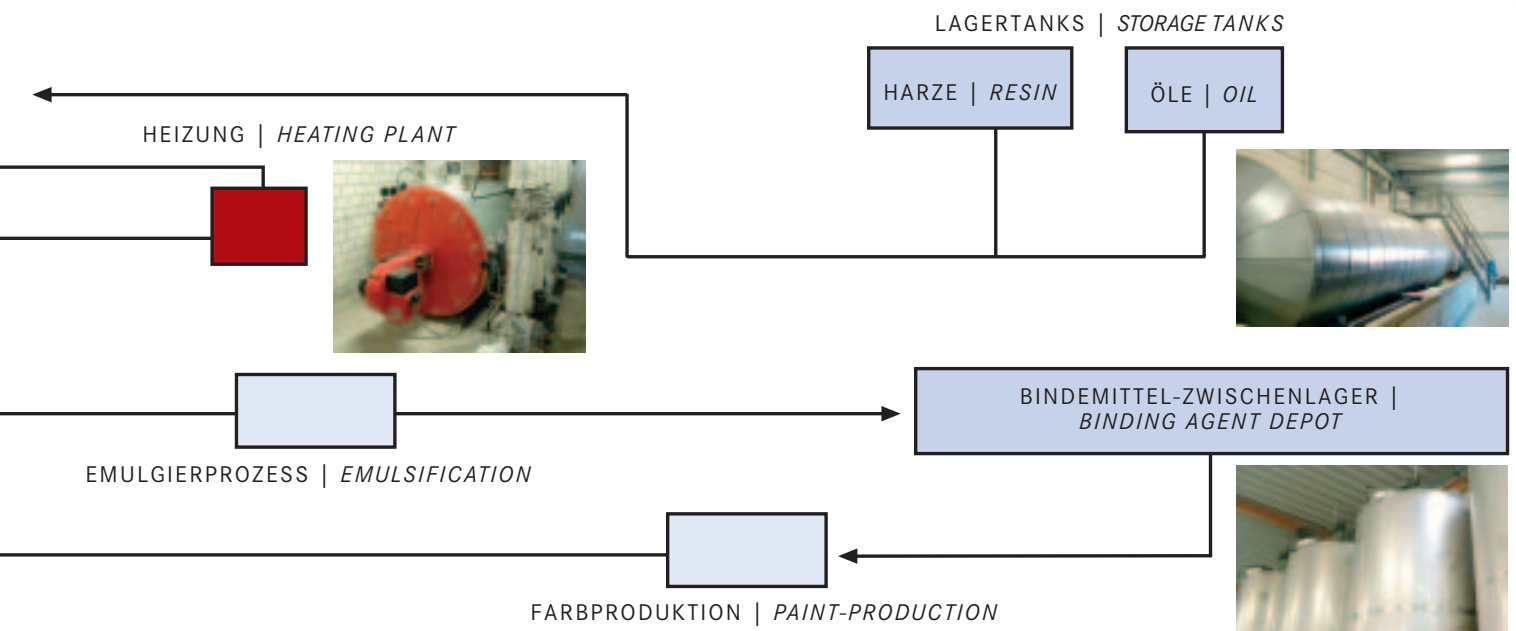 LAGERTANKS | STORAGE TANKS
HARZE | RESIN
ÖLE | OIL
HEIZUNG | HEATING PLANT
BINDEMITTEL-ZWISCHENLAGER |
BINDING AGENT DEPOT
EMULGIERPROZESS | EMULSIFICATION
FARBPRODUKTION | PAINT-PRODUCTION